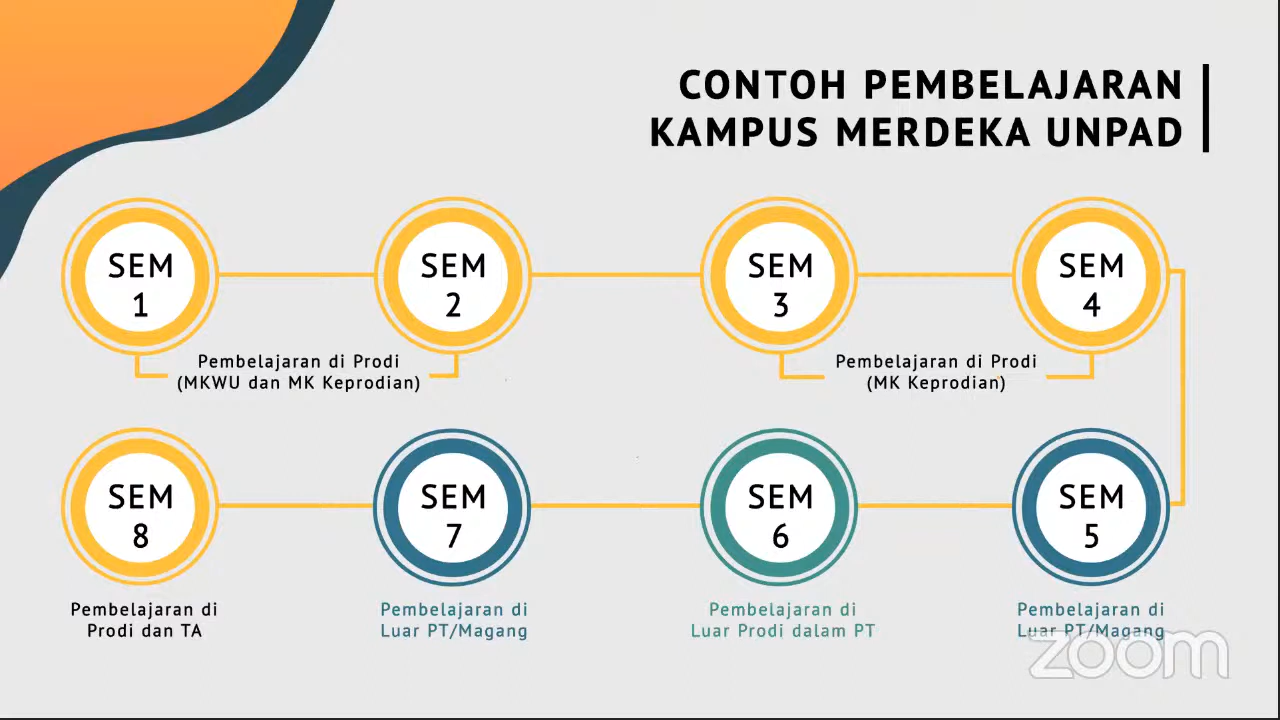 CONTOH PEMBELAJARAN
KAMPUS MERDEKA UNPAD
SEM
1
SEM
2
SEM
3
SEM
4
Pembelajaran di Prodi
(MKWU dan MK Keprodian)
Pembelajaran di Prodi
(MK Keprodian)
SEM
8
SEM
7
SEM
6
SEM
5
Pembelajaran di
Prodi dan TA
Pembelajaran di
Luar PT/Magang
Pembelajaran di
Luar Prodi dalam PT
Pembelajaran di
Luar PT/Magang
zoom